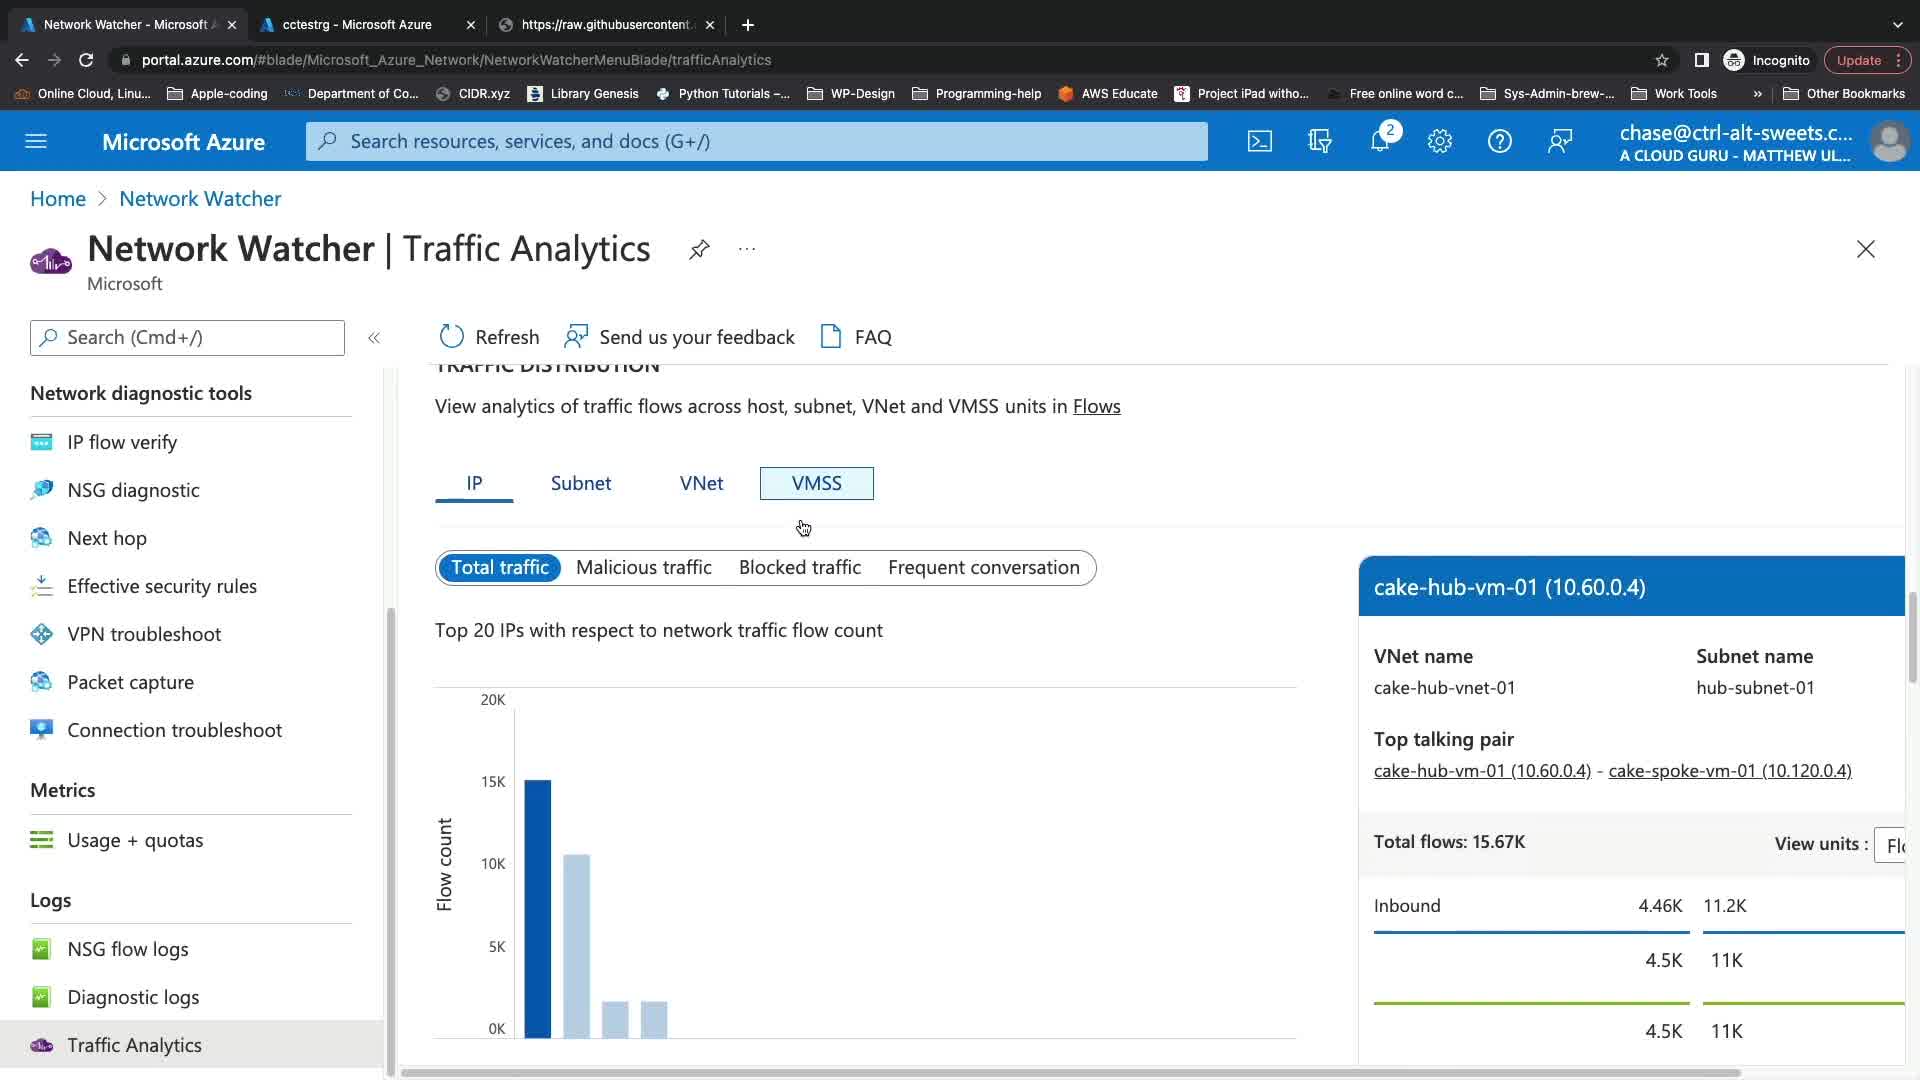 Network Watcher - Microsoft A
cctestrg - Microsoft Azure
https://raw.githubusercontent.
portal.azure.com/#blade/Microsoft_Azure_Network/NetworkWatcherMenuBlade/trafficAnalytics
Incognito
Update
Online Cloud, Linu...
Apple-coding
Department of Co...
CIDR.xyz
Library Genesis
Python Tutorials –...
WP-Design
Programming-help
AWS Educate
Project iPad witho...
Free online word c...
Sys-Admin-brew-...
Work Tools
»
Other Bookmarks
Microsoft Azure
Search resources, services, and docs (G+/)
2
chase@ctrl-alt-sweets.c...
A CLOUD GURU - MATTHEW UL...
Home > Network Watcher
Network Watcher | Traffic Analytics
...
Microsoft
Search (Cmd+/)
«
Refresh
Send us your feedback
FAQ
Network diagnostic tools
IP flow verify
NSG diagnostic
Next hop
Effective security rules
VPN troubleshoot
Packet capture
Connection troubleshoot
Metrics
Usage + quotas
Logs
NSG flow logs
Diagnostic logs
Traffic Analytics
TRAFFIC DISTRIBUTION
View analytics of traffic flows across host, subnet, VNet and VMSS units in Flows
IP
Subnet
VNet
VMSS
Total traffic
Malicious traffic
Blocked traffic
Frequent conversation
Top 20 IPs with respect to network traffic flow count
Flow count
20K
15K
10K
5K
0K
cake-hub-vm-01 (10.60.0.4)
VNet name
Subnet name
cake-hub-vnet-01
hub-subnet-01
Top talking pair
cake-hub-vm-01 (10.60.0.4) - cake-spoke-vm-01 (10.120.0.4)
Total flows: 15.67K
View units : Flo
Inbound
4.46K
11.2K
4.5K
11K
4.5K
11K